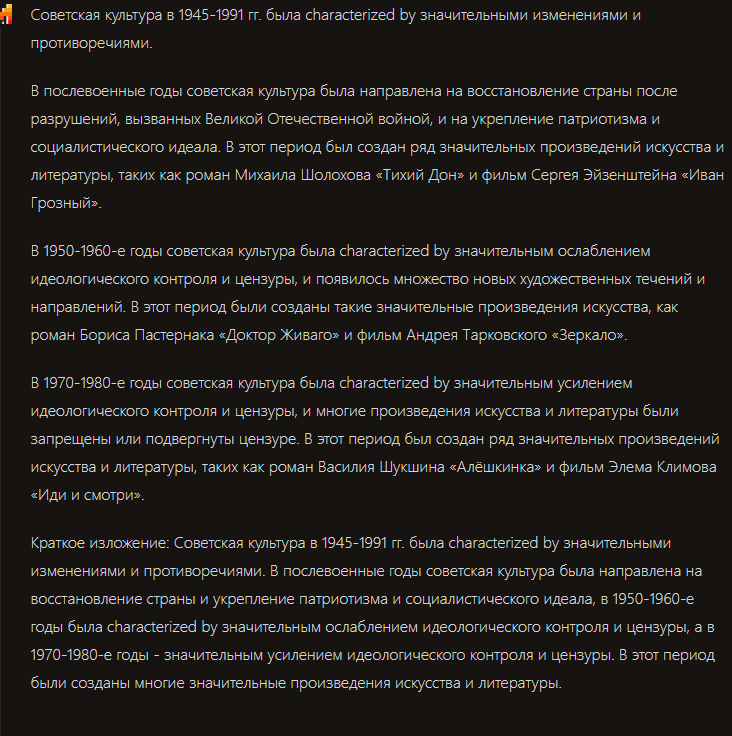 Советская культура в 1945-1991 гг. была characterized by значительными изменениями и
противоречиями.
В послевоенные годы советская культура была направлена на восстановление страны после
разрушений, вызванных Великой Отечественной войной, и на укрепление патриотизма и
социалистического идеала. В этот период был создан ряд значительных произведений искусства и
литературы, таких как роман Михаила Шолохова «Тихий Дон» и фильм Сергея Эйзенштейна «Иван
Грозный».
В 1950-1960-е годы советская культура была characterized by значительным ослаблением
идеологического контроля и цензуры, и появилось множество новых художественных течений и
направлений. В этот период были созданы такие значительные произведения искусства, как
роман Бориса Пастернака «Доктор Живаго» и фильм Андрея Тарковского «Зеркало».
В 1970-1980-е годы советская культура была characterized by значительным усилением
идеологического контроля и цензуры, и многие произведения искусства и литературы были
запрещены или подвергнуты цензуре. В этот период был создан ряд значительных произведений
искусства и литературы, таких как роман Василия Шукшина «Алёшкинка» и фильм Элема Климова
«Иди и смотри».
Краткое изложение: Советская культура в 1945-1991 гг. была characterized by значительными
изменениями и противоречиями. В послевоенные годы советская культура была направлена на
восстановление страны и укрепление патриотизма и социалистического идеала, в 1950-1960-е
годы была characterized by значительным ослаблением идеологического контроля и цензуры, а в
1970-1980-е годы - значительным усилением идеологического контроля и цензуры. В этот период
были созданы многие значительные произведения искусства и литературы.